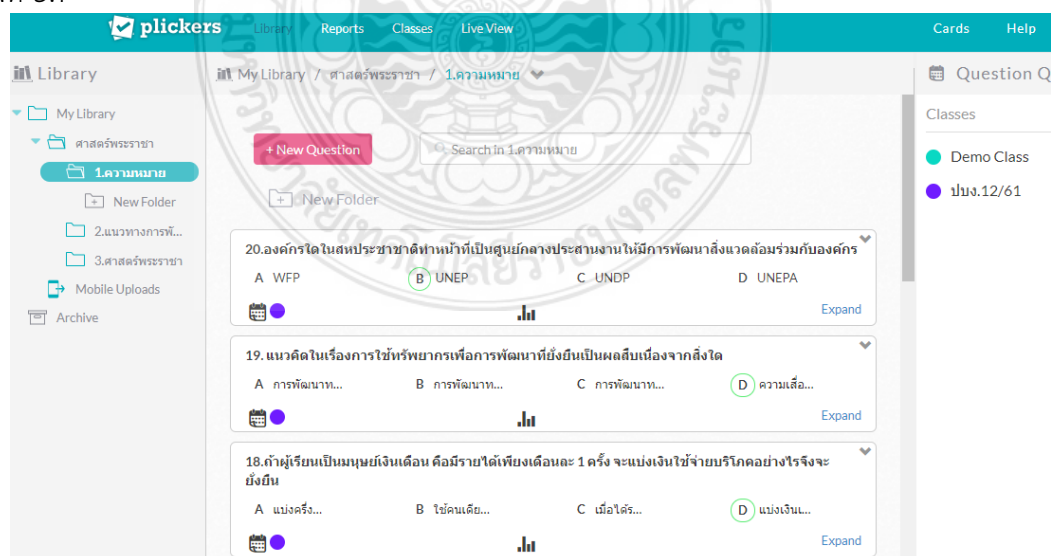 plickers Library Reports Classes Live View Cards Help
Library
My Library / ศาสตร์พระราชา / 1.ความหมาย
Question Q
My Library
ศาสตร์พระราชา
1.ความหมาย
New Folder
2.แนวทางการพั...
3.ศาสตร์พระราชา
Mobile Uploads
Archive
+ New Question
Search in 1.ความหมาย
New Folder
20.องค์กรใดในสหประชาชาติทำหน้าที่เป็นศูนย์กลางประสานงานให้มีการพัฒนาสิ่งแวดล้อมร่วมกับองค์กร
A WFP B UNEP C UNDP D UNEPA
Expand
19. แนวคิดในเรื่องการใช้ทรัพยากรเพื่อการพัฒนาที่ยั่งยืนเป็นผลสืบเนื่องจากสิ่งใด
A การพัฒนาท... B การพัฒนาท... C การพัฒนาท... D ความเสื่อ...
Expand
18.ถ้าผู้เรียนเป็นมนุษย์เงินเดือน คือมีรายได้เพียงเดือนละ 1 ครั้ง จะแบ่งเงินใช้จ่ายบริโภคอย่างไรจึงจะ
ยั่งยืน
A แบ่งครึ่ง... B ใช้คนเดีย... C เมื่อได้ร... D แบ่งเงินเ...
Expand
Classes
Demo Class
ปบง.12/61